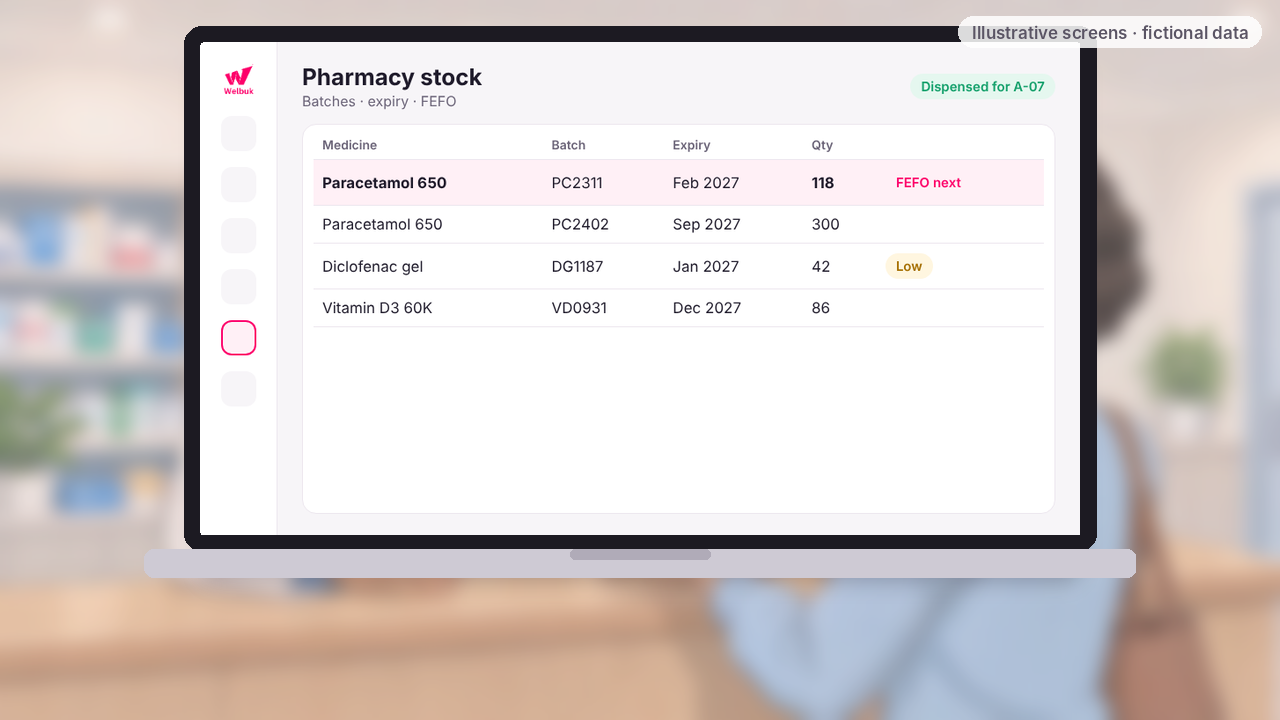 Illustrative screens · fictional data
Welbuk
Pharmacy stock
Batches · expiry · FEFO
Dispensed for A-07
Medicine Batch Expiry Qty
Paracetamol 650 PC2311 Feb 2027 118 FEFO next
Paracetamol 650 PC2402 Sep 2027 300
Diclofenac gel DG1187 Jan 2027 42 Low
Vitamin D3 60K VD0931 Dec 2027 86